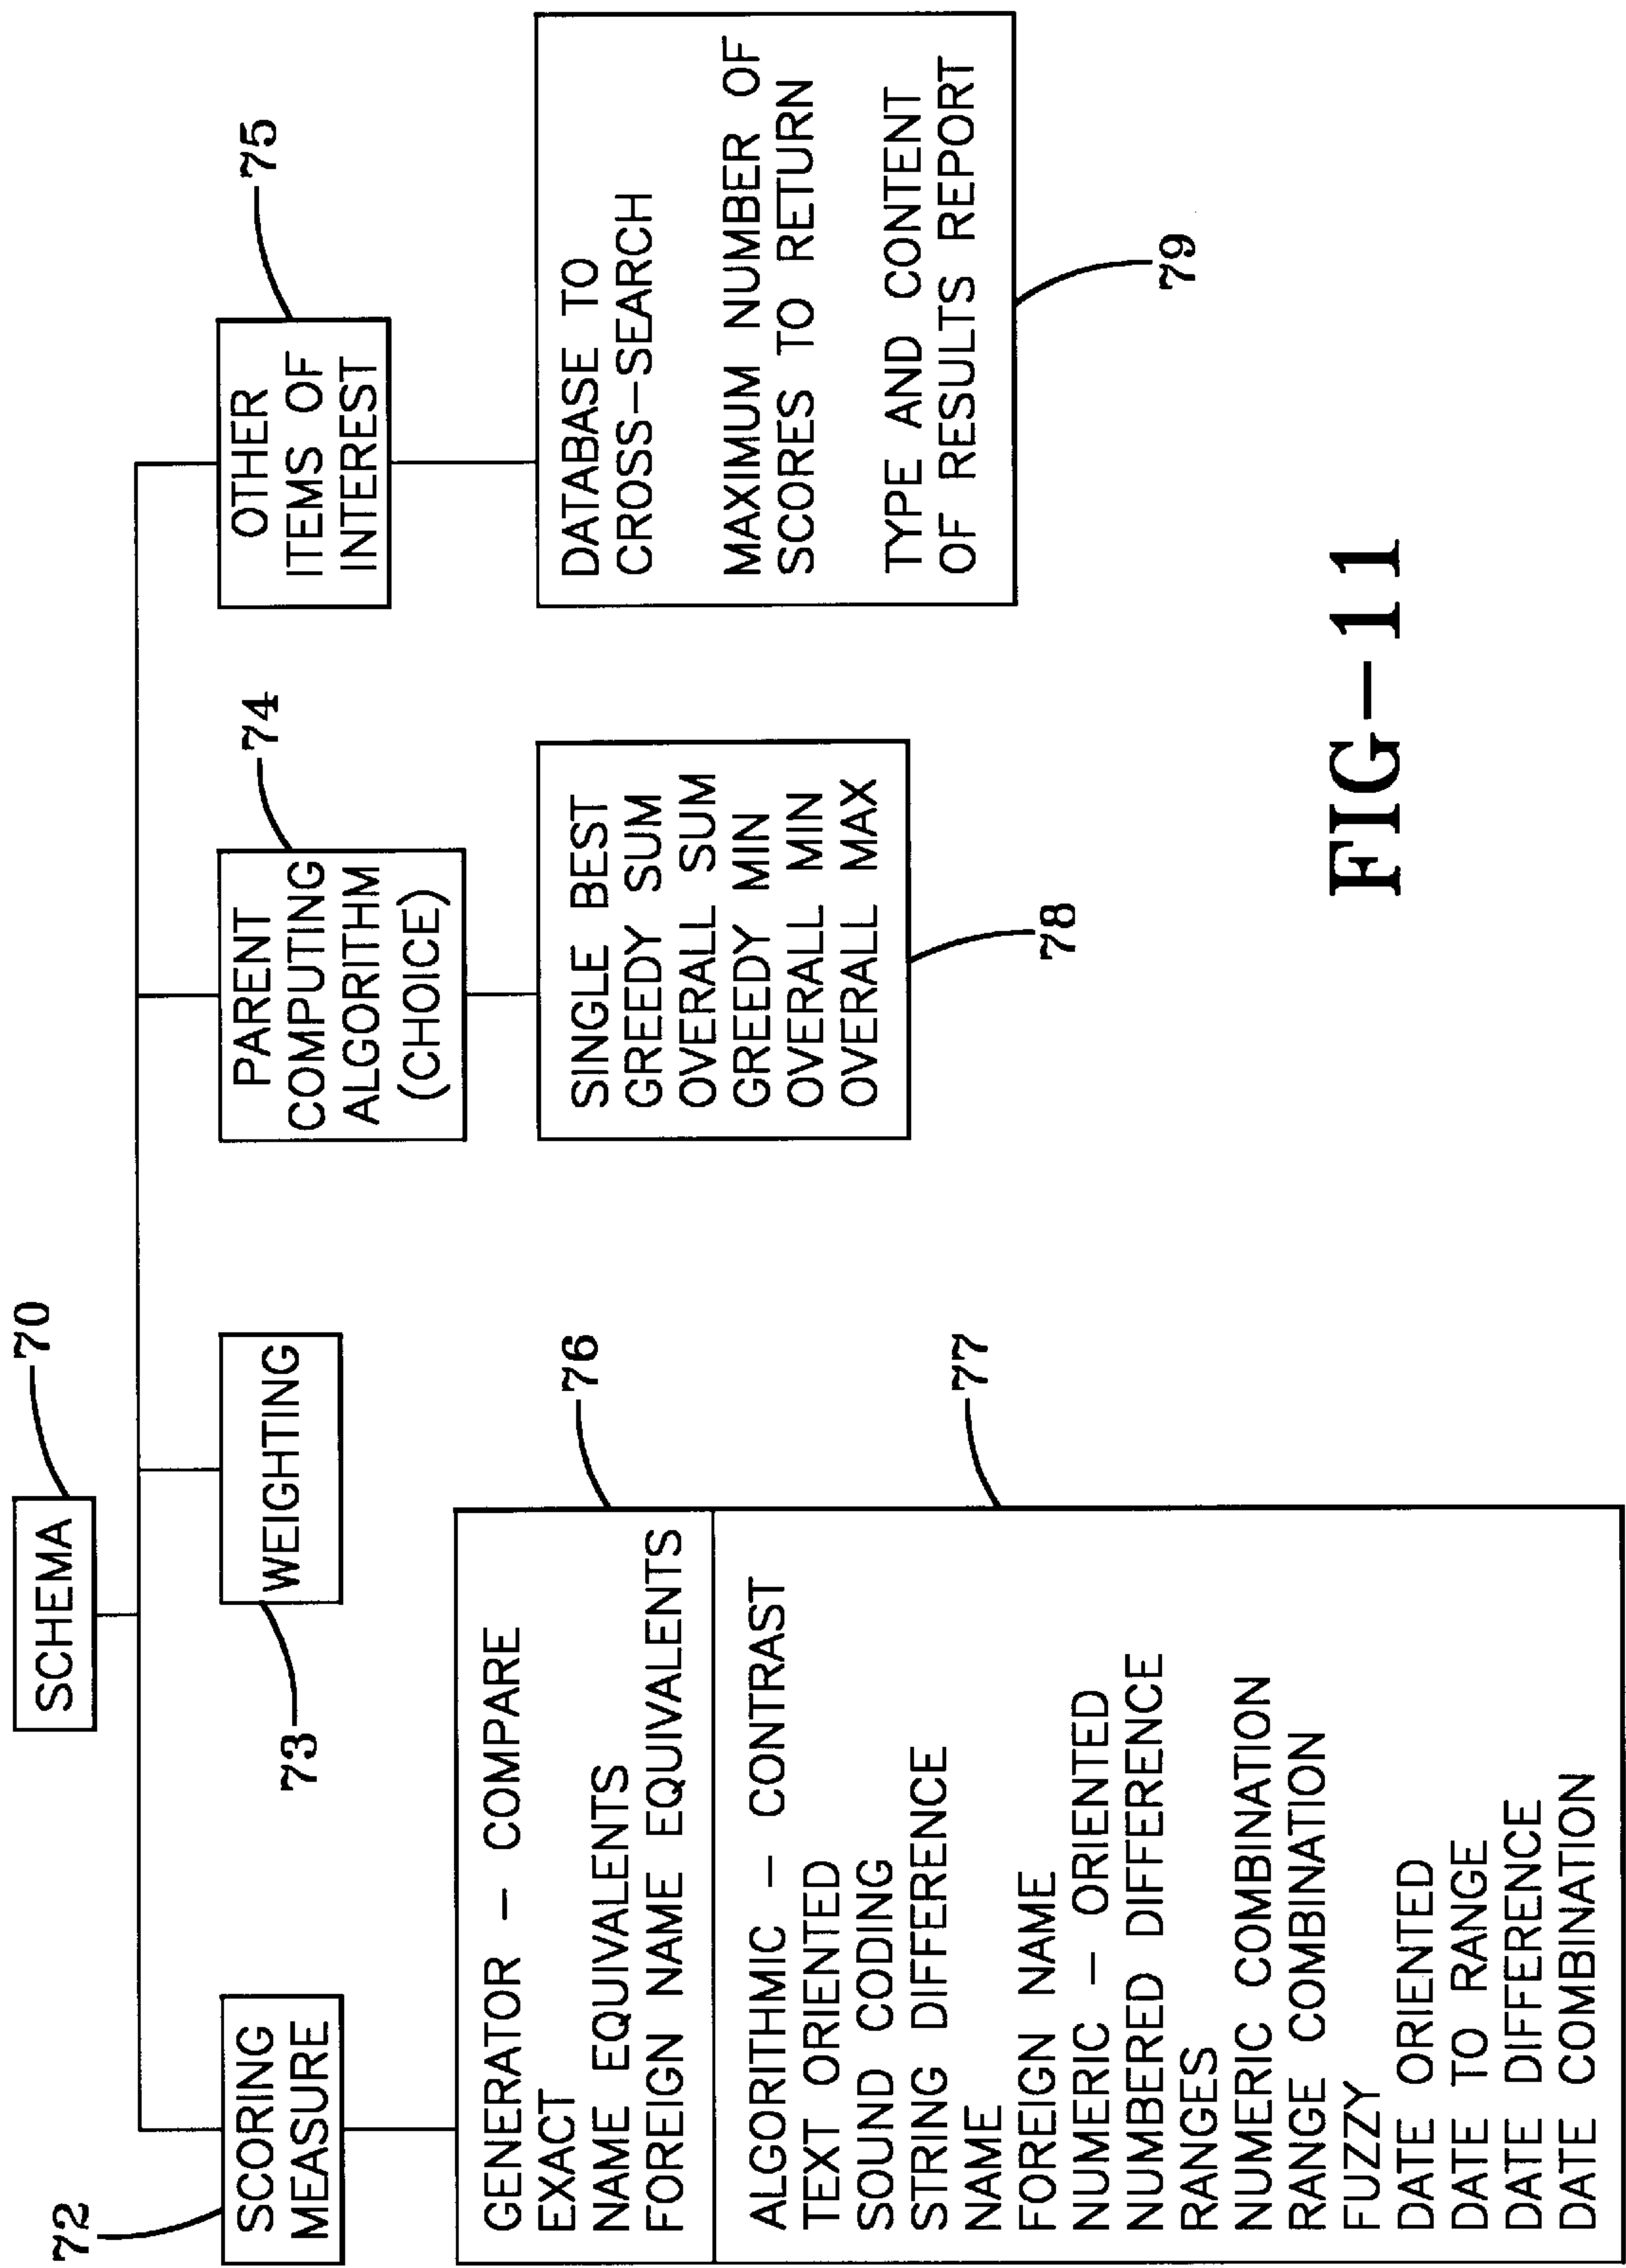 SCHEMA
70
72
SCORING
MEASURE
73
WEIGHTING
PARENT
COMPUTING
ALGORITHM
(CHOICE)
74
OTHER
ITEMS OF
INTEREST
75
GENERATOR - COMPARE
EXACT
NAME EQUIVALENTS
FOREIGN NAME EQUIVALENTS
76
ALGORITHMIC - CONTRAST
TEXT ORIENTED
SOUND CODING
STRING DIFFERENCE
NAME
FOREIGN NAME
NUMERIC - ORIENTED
NUMBERED DIFFERENCE
RANGES
NUMERIC COMBINATION
RANGE COMBINATION
FUZZY
DATE ORIENTED
DATE TO RANGE
DATE DIFFERENCE
DATE COMBINATION
77
SINGLE BEST
GREEDY SUM
OVERALL SUM
GREEDY MIN
OVERALL MIN
OVERALL MAX
78
DATABASE TO
CROSS-SEARCH
MAXIMUM NUMBER OF
SCORES TO RETURN
TYPE AND CONTENT
OF RESULTS REPORT
79
FIG-11